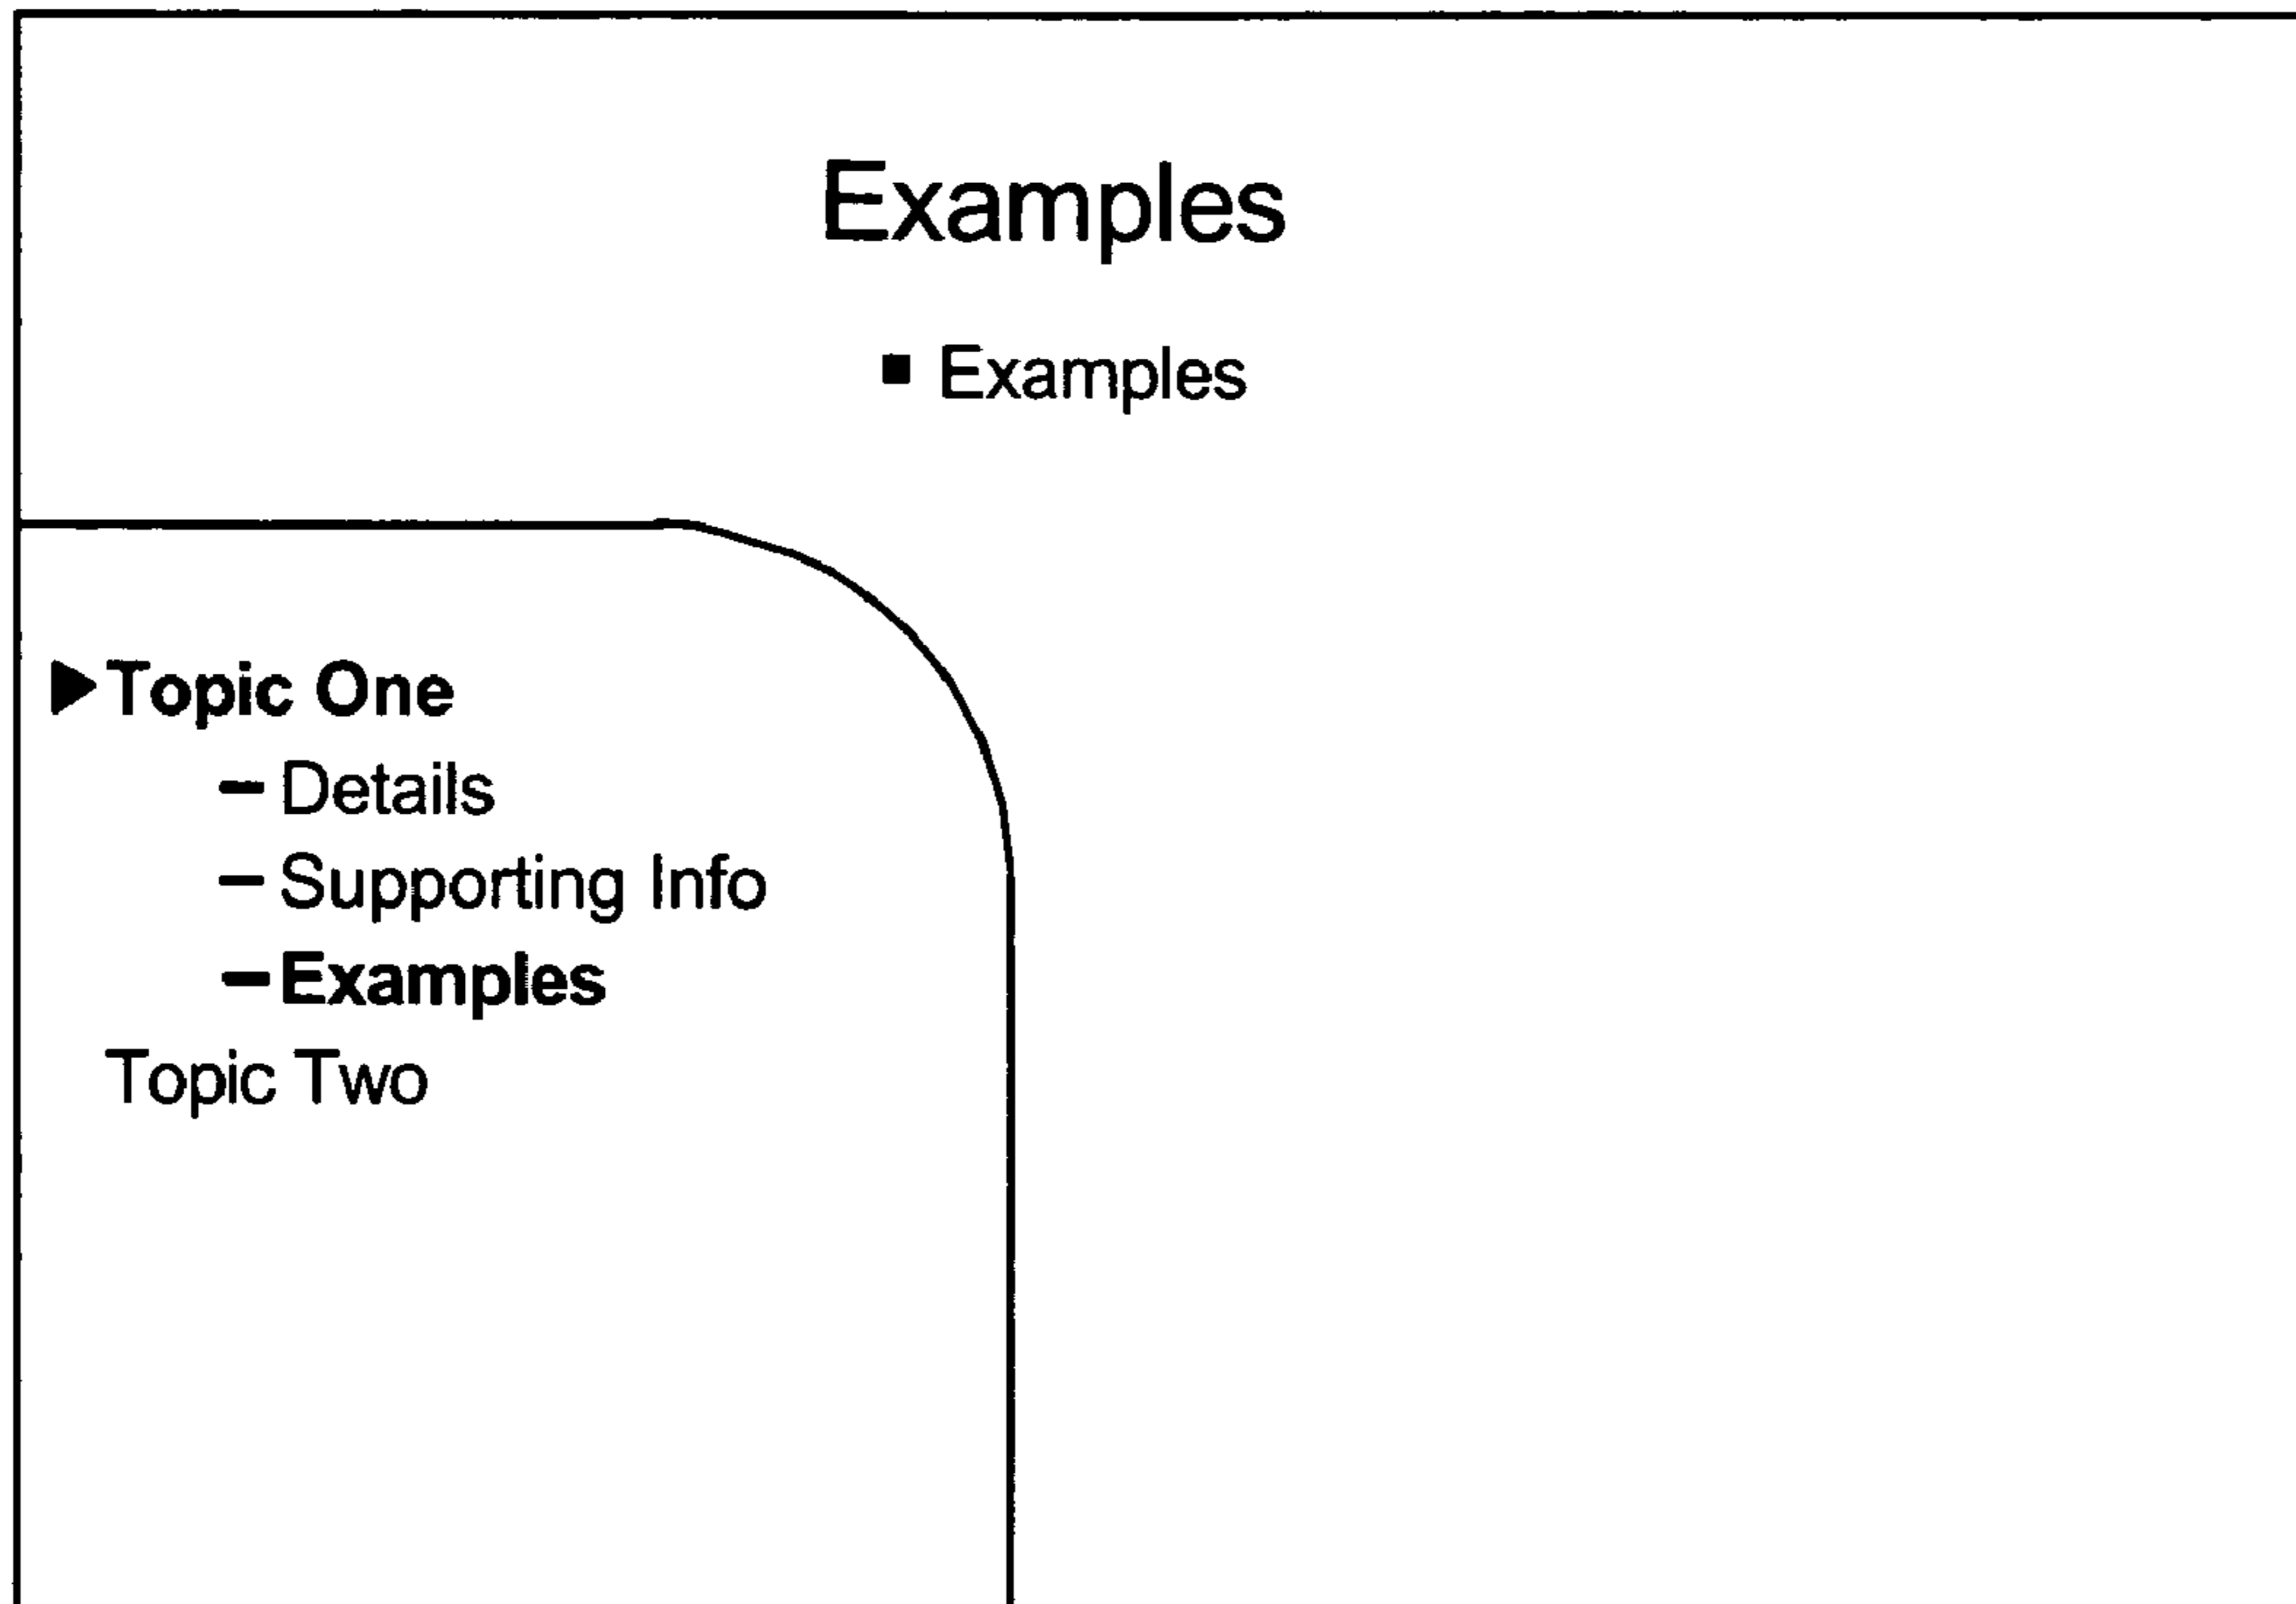 Examples
▪ Examples
▶Topic One
– Details
– Supporting Info
– Examples
Topic Two